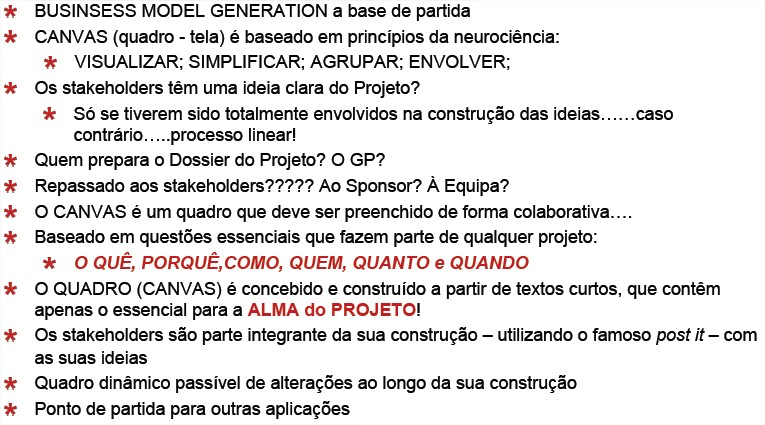 * BUSINSESS MODEL GENERATION a base de partida
* CANVAS (quadro - tela) é baseado em princípios da neurociência:
* VISUALIZAR; SIMPLIFICAR; AGRUPAR; ENVOLVER;
* Os stakeholders têm uma ideia clara do Projeto?
* Só se tiverem sido totalmente envolvidos na construção das ideias……caso
contrário…..processo linear!
* Quem prepara o Dossier do Projeto? O GP?
* Repassado aos stakeholders????? Ao Sponsor? À Equipa?
* O CANVAS é um quadro que deve ser preenchido de forma colaborativa….
* Baseado em questões essenciais que fazem parte de qualquer projeto:
* O QUÊ, PORQUÊ,COMO, QUEM, QUANTO e QUANDO
* O QUADRO (CANVAS) é concebido e construído a partir de textos curtos, que contêm
apenas o essencial para a ALMA do PROJETO!
* Os stakeholders são parte integrante da sua construção – utilizando o famoso post it – com
as suas ideias
* Quadro dinâmico passível de alterações ao longo da sua construção
* Ponto de partida para outras aplicações